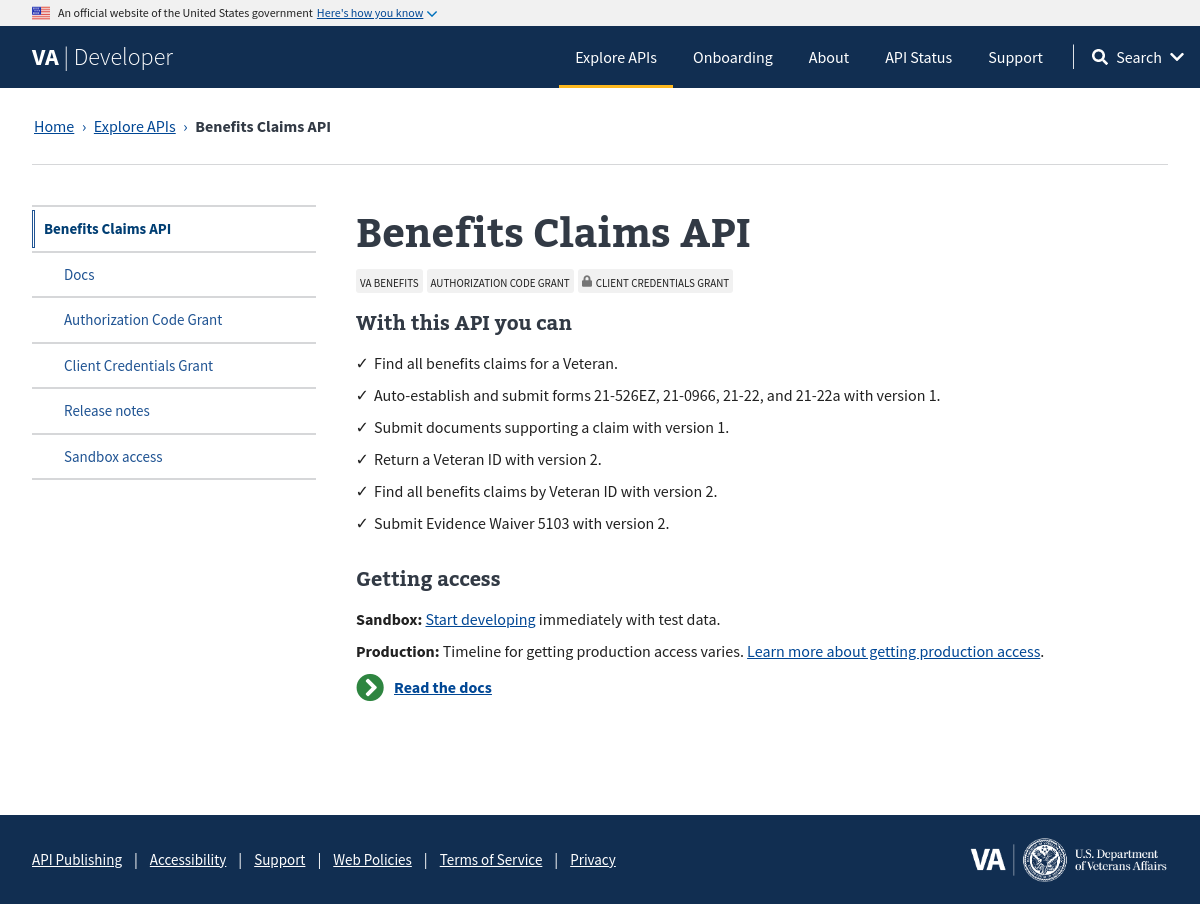 An official website of the United States government Here's how you know
VA | Developer
Explore APIs Onboarding About API Status Support Search
Home › Explore APIs › Benefits Claims API
Benefits Claims API
Docs
Authorization Code Grant
Client Credentials Grant
Release notes
Sandbox access
Benefits Claims API
VA BENEFITS AUTHORIZATION CODE GRANT CLIENT CREDENTIALS GRANT
With this API you can
✓ Find all benefits claims for a Veteran.
✓ Auto-establish and submit forms 21-526EZ, 21-0966, 21-22, and 21-22a with version 1.
✓ Submit documents supporting a claim with version 1.
✓ Return a Veteran ID with version 2.
✓ Find all benefits claims by Veteran ID with version 2.
✓ Submit Evidence Waiver 5103 with version 2.
Getting access
Sandbox: Start developing immediately with test data.
Production: Timeline for getting production access varies. Learn more about getting production access.
Read the docs
API Publishing | Accessibility | Support | Web Policies | Terms of Service | Privacy
VA | U.S. Department
of Veterans Affairs